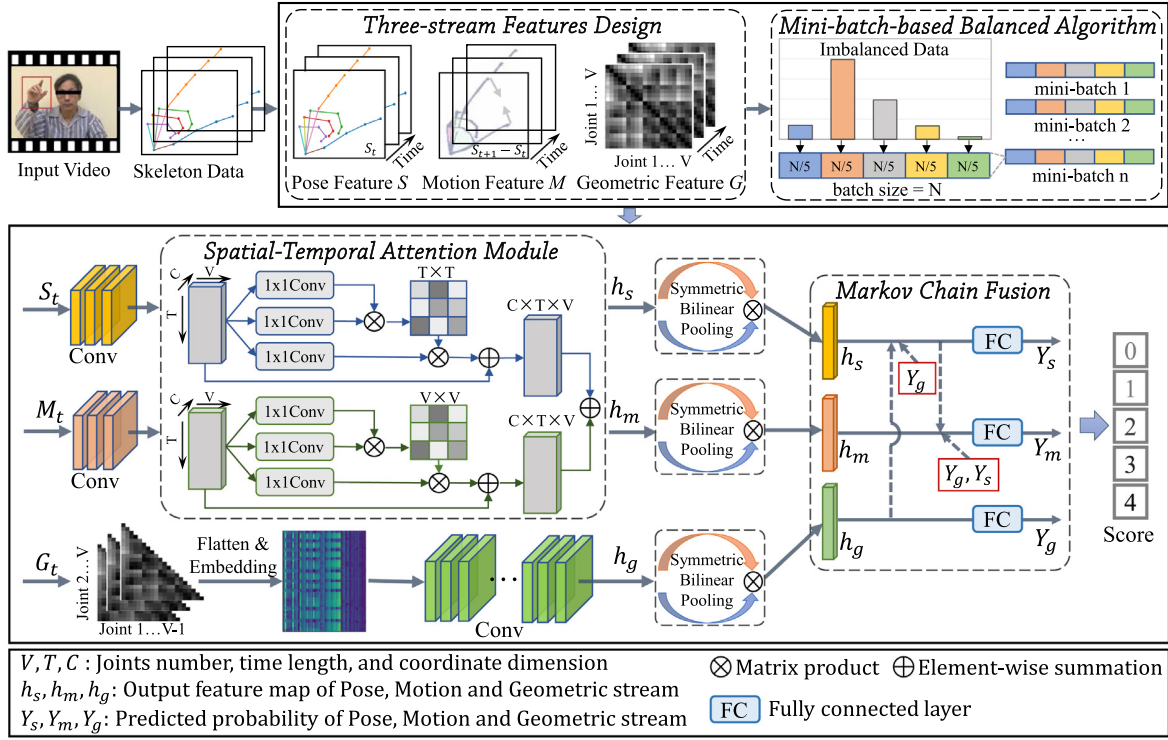 Three-stream Features Design
Mini-batch-based Balanced Algorithm
Imbalanced Data
Input Video
Skeleton Data
S_t
Time
Pose Feature S
S_{t+1} − S_t
Time
Motion Feature M
Joint 1… V
Joint 1… V
Time
Geometric Feature G
N/5 N/5 N/5 N/5 N/5
batch size = N
mini-batch 1
mini-batch 2
...
mini-batch n
Spatial-Temporal Attention Module
S_t
Conv
C
V
T
1x1Conv
1x1Conv
1x1Conv
T×T
C×T×V
M_t
Conv
C
V
T
1x1Conv
1x1Conv
1x1Conv
V×V
C×T×V
G_t
Joint 2… V
Joint 1…V-1
Flatten &
Embedding
...
Conv
h_s
h_m
h_g
Symmetric
Bilinear
Pooling
Symmetric
Bilinear
Pooling
Symmetric
Bilinear
Pooling
Markov Chain Fusion
h_s
Y_g
FC
Y_s
h_m
Y_g, Y_s
FC
Y_m
h_g
FC
Y_g
0
1
2
3
4
Score
V, T, C : Joints number, time length, and coordinate dimension
h_s, h_m, h_g: Output feature map of Pose, Motion and Geometric stream
Y_s, Y_m, Y_g: Predicted probability of Pose, Motion and Geometric stream
⊗ Matrix product ⊕ Element-wise summation
FC Fully connected layer